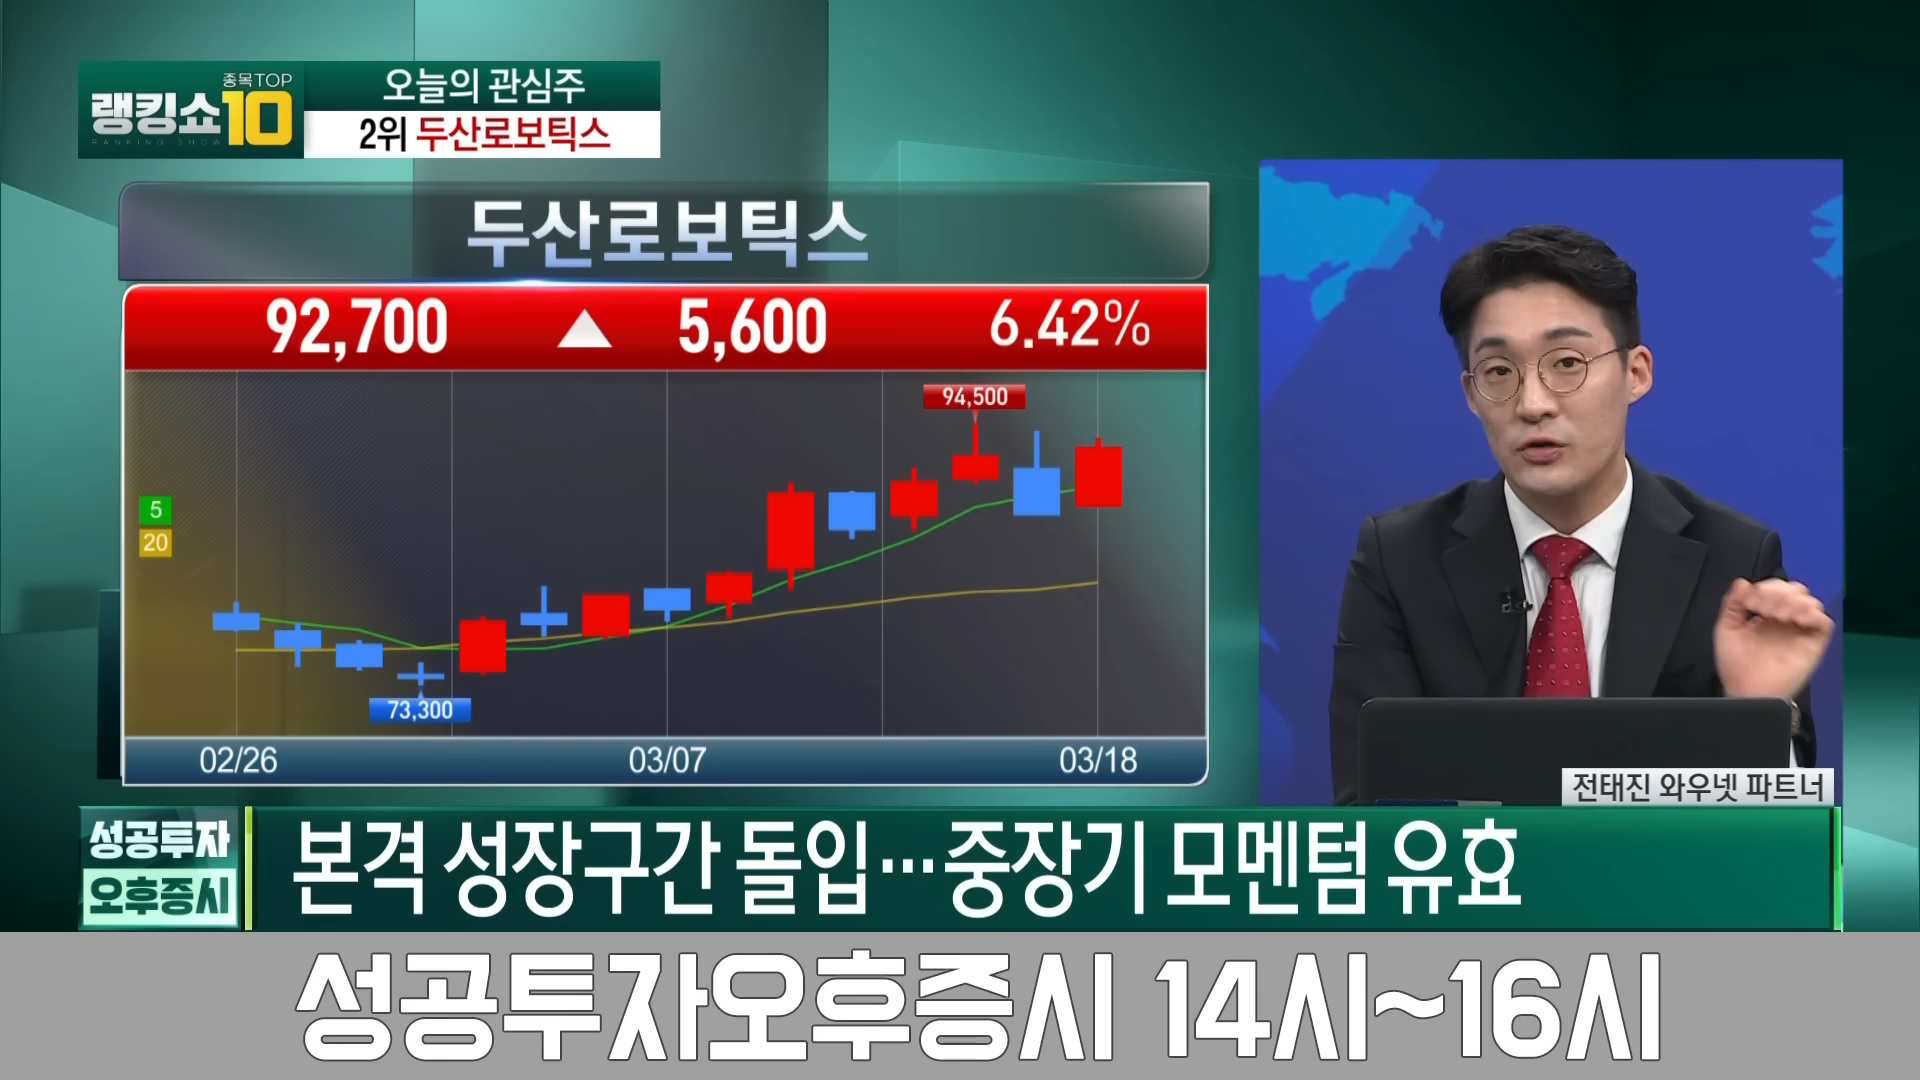 종목TOP
랭킹쇼10
RANKING SHOW
오늘의 관심주
2위 두산로보틱스
두산로보틱스
92,700 ▲ 5,600 6.42%
94,500
5
20
73,300
02/26 03/07 03/18
전태진 와우넷 파트너
성공투자
오후증시
본격 성장구간 돌입…중장기 모멘텀 유효
성공투자오후증시 14시~16시